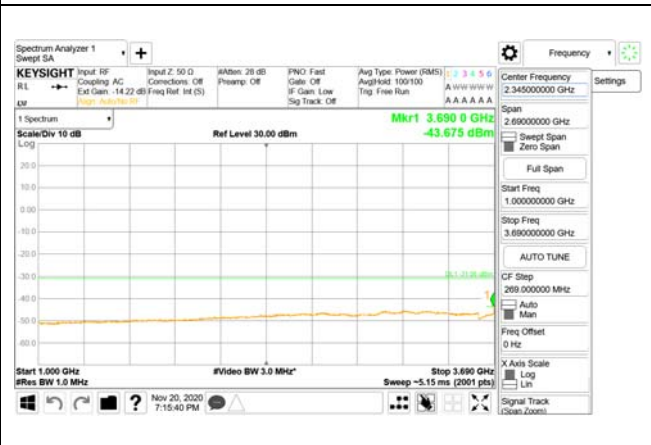 Spectrum Analyzer 1
Swept SA
Frequency
KEYSIGHT
RL
Input: RF
Coupling: AC
Ext Gain: -14.22 dB
Align: Auto/No RF
Input Z: 50 Ω
Corrections: Off
Freq Ref: Int (S)
#Atten: 28 dB
Preamp: Off
PNO: Fast
Gate: Off
IF Gain: Low
Sig Track: Off
Avg Type: Power (RMS)
Avg|Hold: 100/100
Trig: Free Run
1 2 3 4 5 6
A W W W W W
A A A A A A
1 Spectrum
Scale/Div 10 dB
Ref Level 30.00 dBm
Mkr1 3.690 0 GHz
-43.675 dBm
Log
20.0
10.0
0.00
-10.0
-20.0
-30.0
-40.0
-50.0
-60.0
1
Start 1.000 GHz
#Video BW 3.0 MHz*
Stop 3.690 GHz
#Res BW 1.0 MHz
Sweep ~5.15 ms (2001 pts)
Nov 20, 2020
7:15:40 PM
Center Frequency
2.345000000 GHz
Settings
Span
2.69000000 GHz
Swept Span
Zero Span
Full Span
Start Freq
1.000000000 GHz
Stop Freq
3.690000000 GHz
AUTO TUNE
CF Step
269.000000 MHz
Auto
Man
Freq Offset
0 Hz
X Axis Scale
Log
Lin
Signal Track
(Span Zoom)